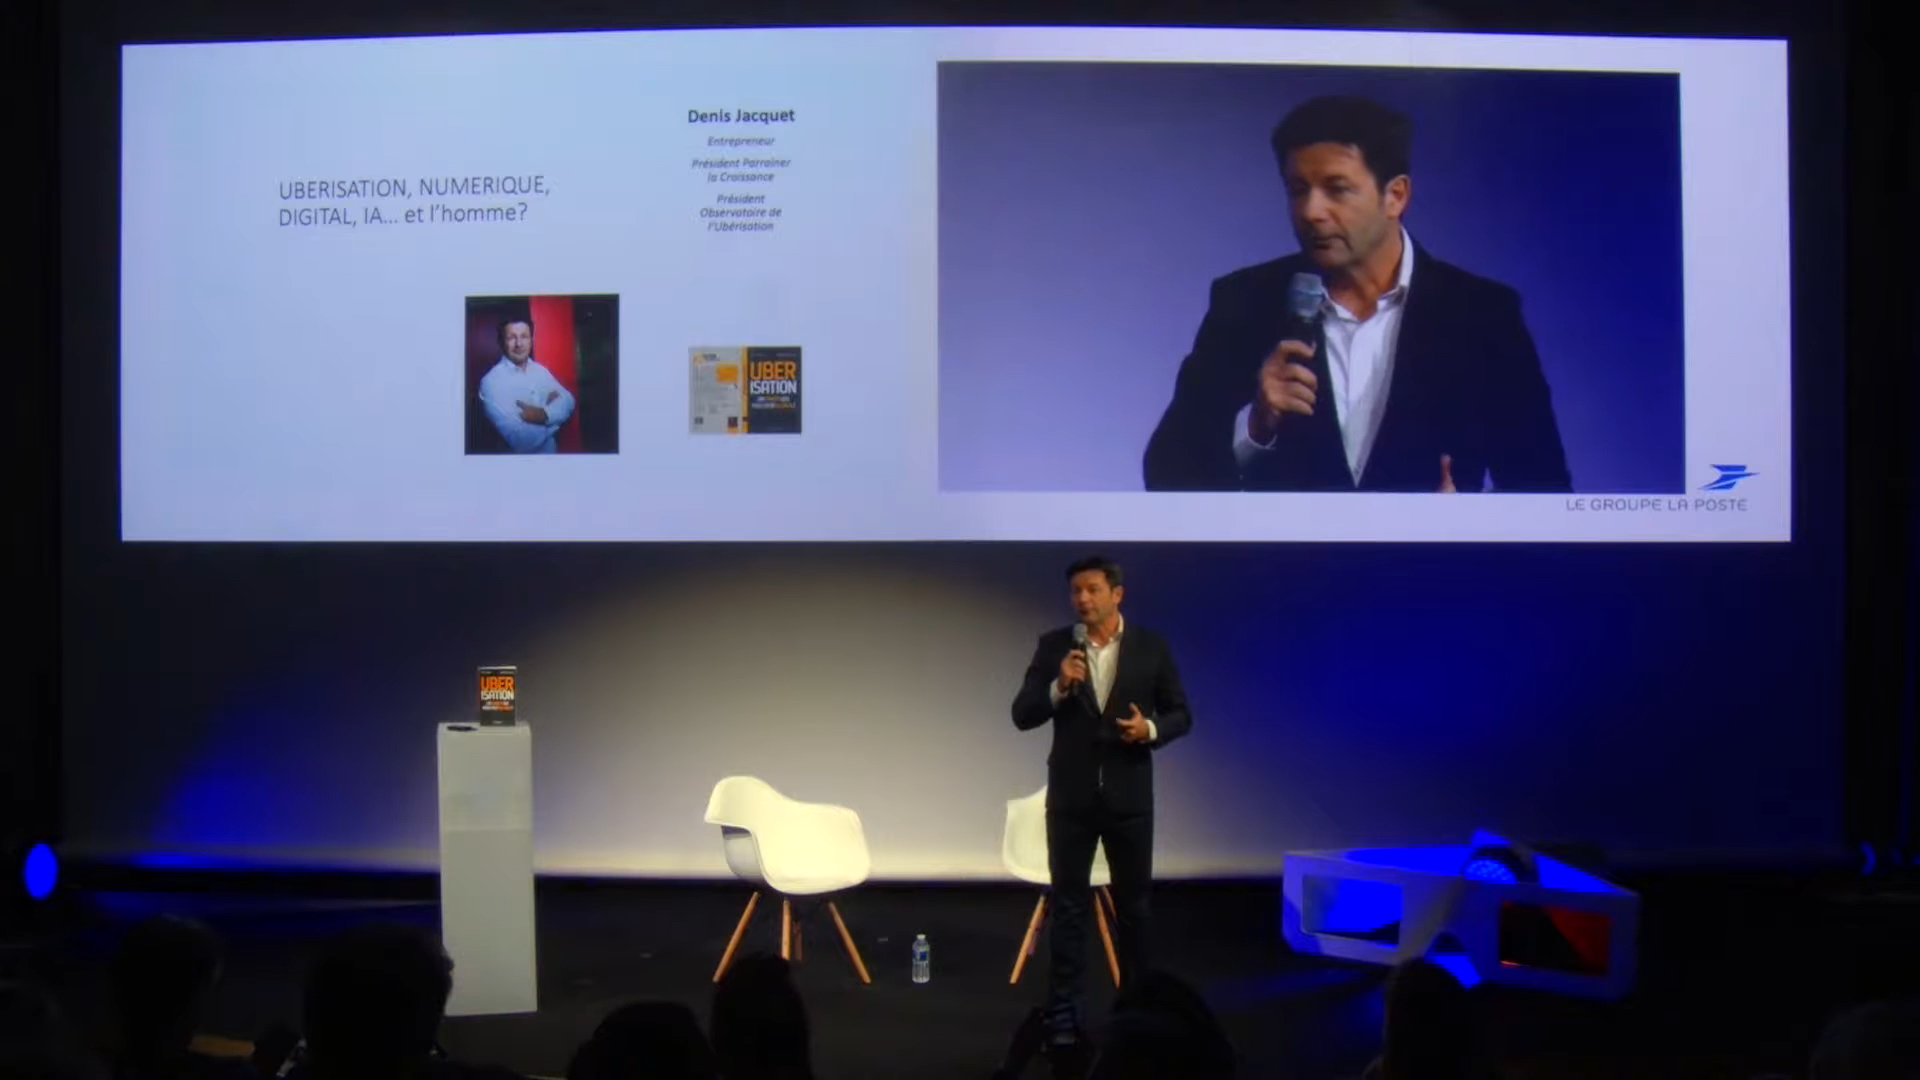 UBERISATION, NUMERIQUE,
DIGITAL, IA... et l'homme?
Denis Jacquet
Entrepreneur
Président Parrainer
la Croissance
Président
Observatoire de
l'Ubérisation
UBER
ISATION
LE GROUPE LA POSTE
UBER
ISATION